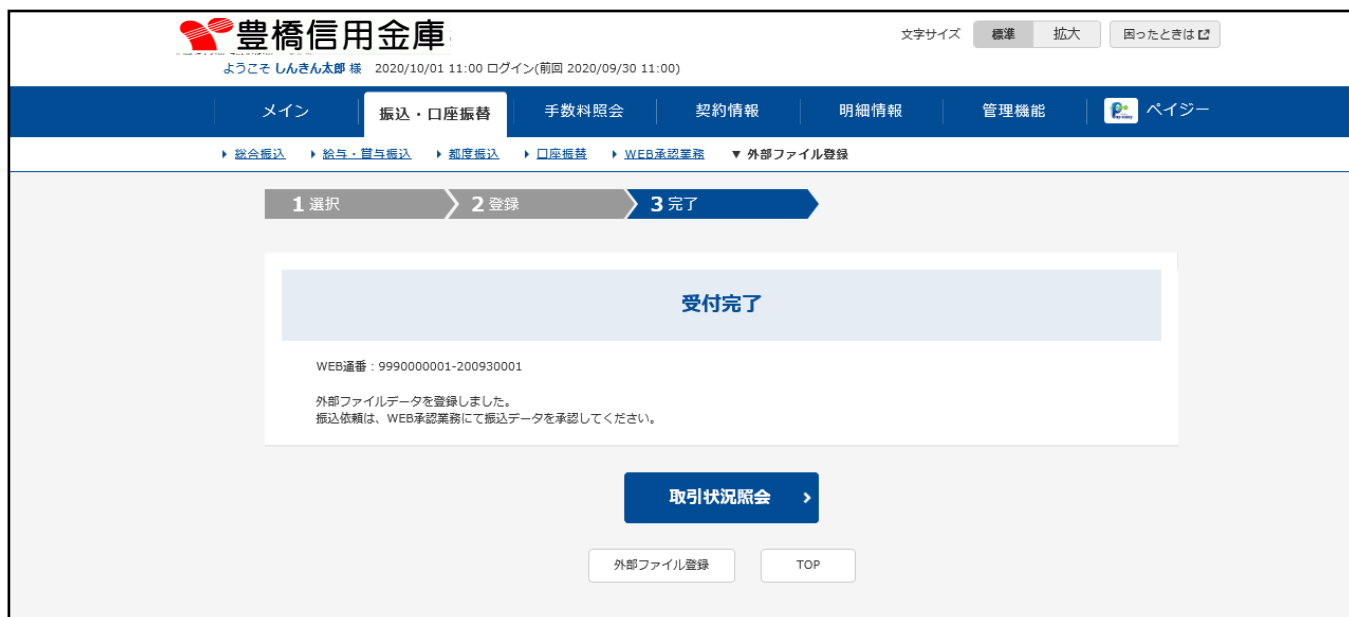 豊橋信用金庫
文字サイズ 標準 拡大 困ったときは
ようこそ しんきん太郎 様 2020/10/01 11:00 ログイン(前回 2020/09/30 11:00)
メイン 振込・口座振替 手数料照会 契約情報 明細情報 管理機能 ペイジー
総合振込 給与・賞与振込 都度振込 口座振替 WEB承認業務 ▼ 外部ファイル登録
1 選択 2 登録 3 完了
受付完了
WEB通番:9990000001-200930001
外部ファイルデータを登録しました。
振込依頼は、WEB承認業務にて振込データを承認してください。
取引状況照会
外部ファイル登録 TOP